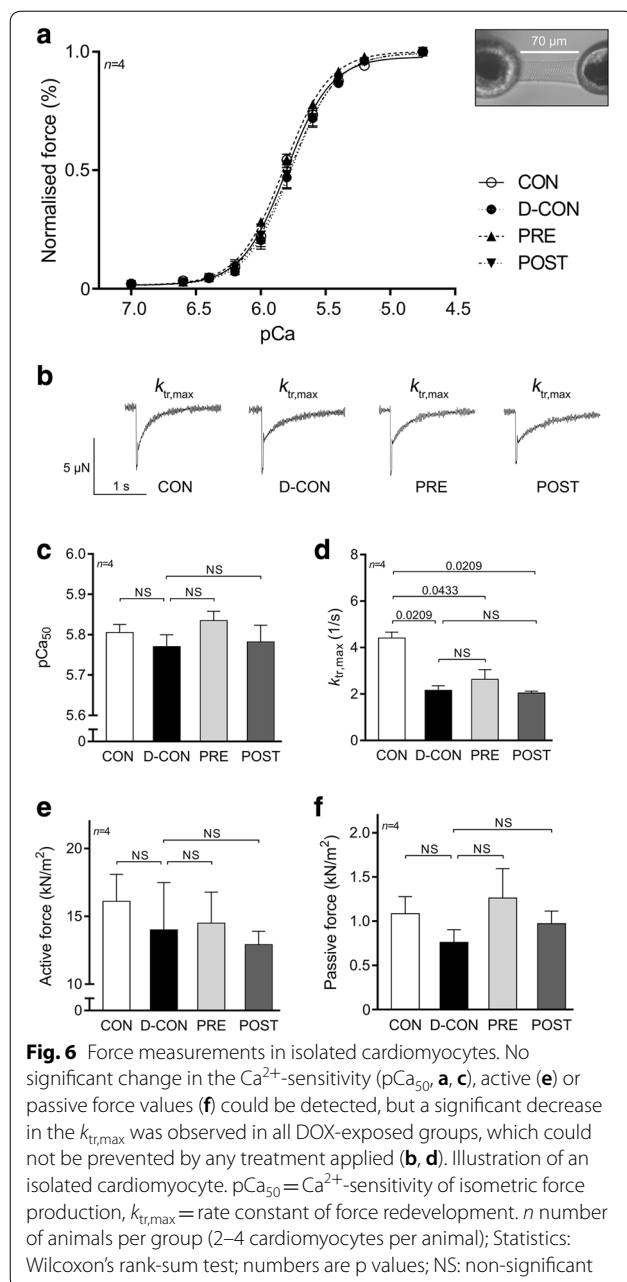 a
1.0
n=4
70 µm
Normalised force (%)
0.5
0
7.0 6.5 6.0 5.5 5.0 4.5
pCa
CON
D-CON
PRE
POST
b
ktr,max ktr,max ktr,max ktr,max
5 µN
1 s
CON D-CON PRE POST
c
n=4
6.0
5.9
5.8
5.7
5.6
0
pCa50
NS
NS NS
CON D-CON PRE POST
d
n=4
8
6
4
2
0
ktr,max (1/s)
0.0209
0.0433
0.0209 NS
NS
CON D-CON PRE POST
e
n=4
20
15
10
0
Active force (kN/m²)
NS
NS NS
CON D-CON PRE POST
f
n=4
2.0
1.5
1.0
0.5
0
Passive force (kN/m²)
NS
NS NS
CON D-CON PRE POST
Fig. 6 Force measurements in isolated cardiomyocytes. No
significant change in the Ca2+-sensitivity (pCa50, a, c), active (e) or
passive force values (f) could be detected, but a significant decrease
in the ktr,max was observed in all DOX-exposed groups, which could
not be prevented by any treatment applied (b, d). Illustration of an
isolated cardiomyocyte. pCa50 = Ca2+-sensitivity of isometric force
production, ktr,max = rate constant of force redevelopment. n number
of animals per group (2–4 cardiomyocytes per animal); Statistics:
Wilcoxon's rank-sum test; numbers are p values; NS: non-significant